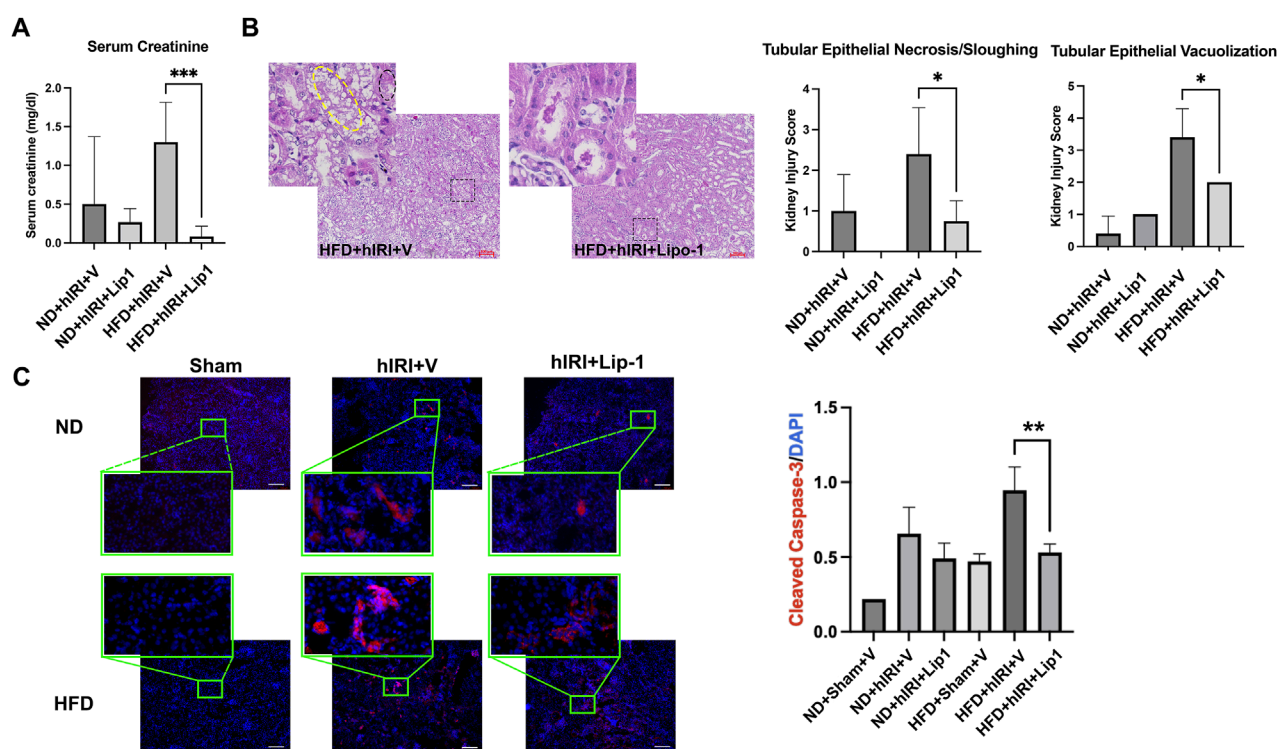 A
Serum Creatinine
Serum creatinine (mg/dl)
2.0
1.5
1.0
0.5
0.0
***
ND+hIRI+V
ND+hIRI+Lip1
HFD+hIRI+V
HFD+hIRI+Lip1
B
HFD+hIRI+V
HFD+hIRI+Lipo-1
Tubular Epithelial Necrosis/Sloughing
Kidney Injury Score
4
3
2
1
0
*
ND+hIRI+V
ND+hIRI+Lip1
HFD+hIRI+V
HFD+hIRI+Lip1
Tubular Epithelial Vacuolization
Kidney Injury Score
5
4
3
2
1
0
*
ND+hIRI+V
ND+hIRI+Lip1
HFD+hIRI+V
HFD+hIRI+Lip1
C
Sham
hIRI+V
hIRI+Lip-1
ND
HFD
Cleaved Caspase-3/DAPI
1.5
1.0
0.5
0.0
**
ND+Sham+V
ND+hIRI+V
ND+hIRI+Lip1
HFD+Sham+V
HFD+hIRI+V
HFD+hIRI+Lip1